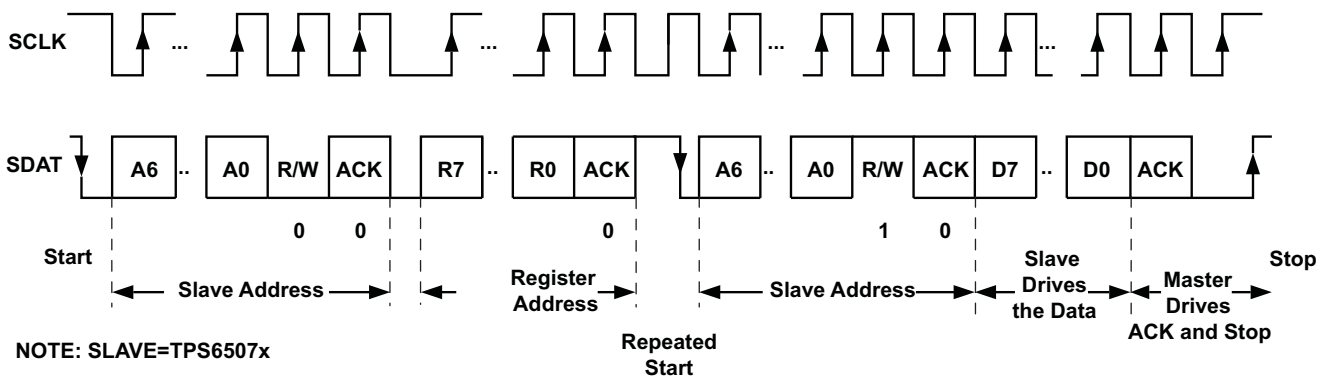 SCLK
... ... ... ...
SDAT
A6 .. A0 R/W ACK R7 .. R0 ACK A6 .. A0 R/W ACK D7 .. D0 ACK
0 0 0 1 0
Start
Slave Address
Register
Address
Repeated
Start
Slave Address
Slave
Drives
the Data
Master
Drives
ACK and Stop
Stop
NOTE: SLAVE=TPS6507x